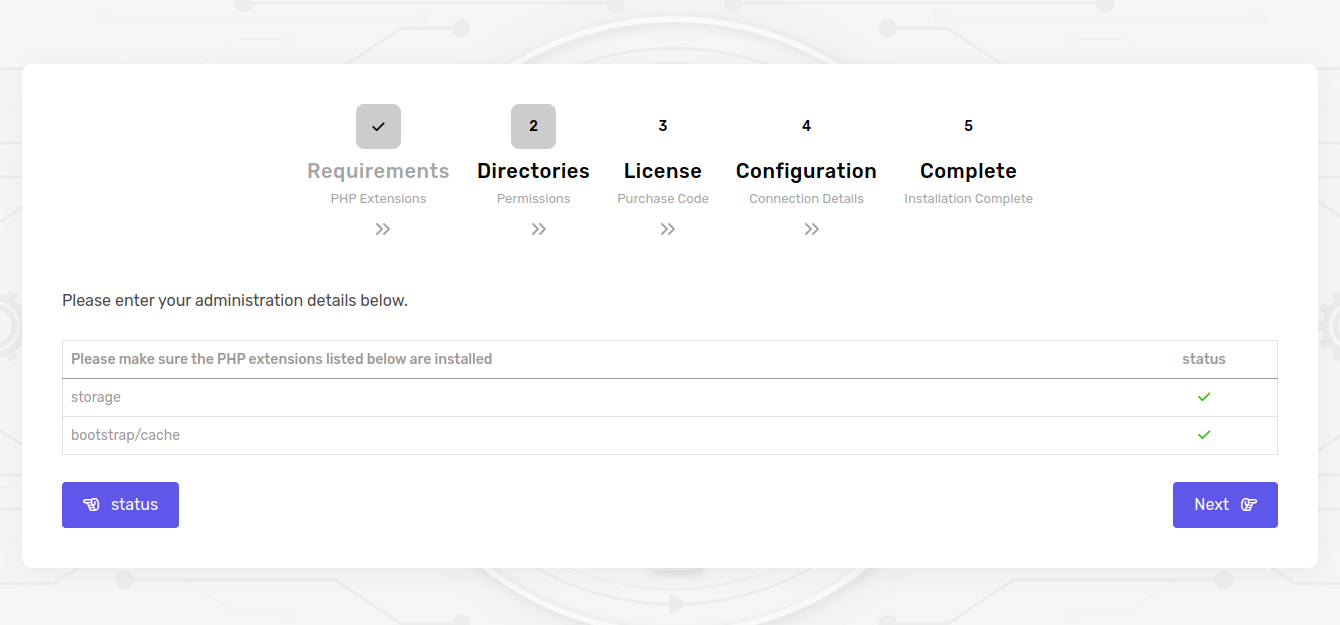 2 3 4 5
Requirements Directories License Configuration Complete
PHP Extensions Permissions Purchase Code Connection Details Installation Complete
Please enter your administration details below.
Please make sure the PHP extensions listed below are installed status
storage
bootstrap/cache
status Next